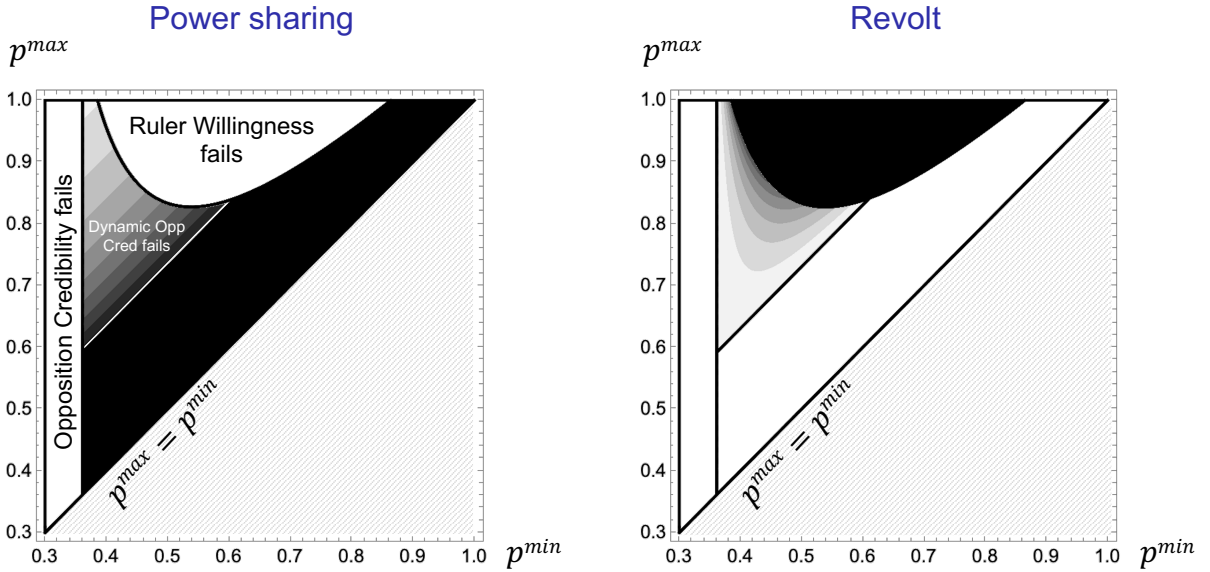 Power sharing
p^max
1.0
0.9
0.8
0.7
0.6
0.5
0.4
0.3
0.3 0.4 0.5 0.6 0.7 0.8 0.9 1.0 p^min
Opposition Credibility fails
Ruler Willingness
fails
Dynamic Opp
Cred fails
p^max = p^min
Revolt
p^max
1.0
0.9
0.8
0.7
0.6
0.5
0.4
0.3
0.3 0.4 0.5 0.6 0.7 0.8 0.9 1.0 p^min
p^max = p^min